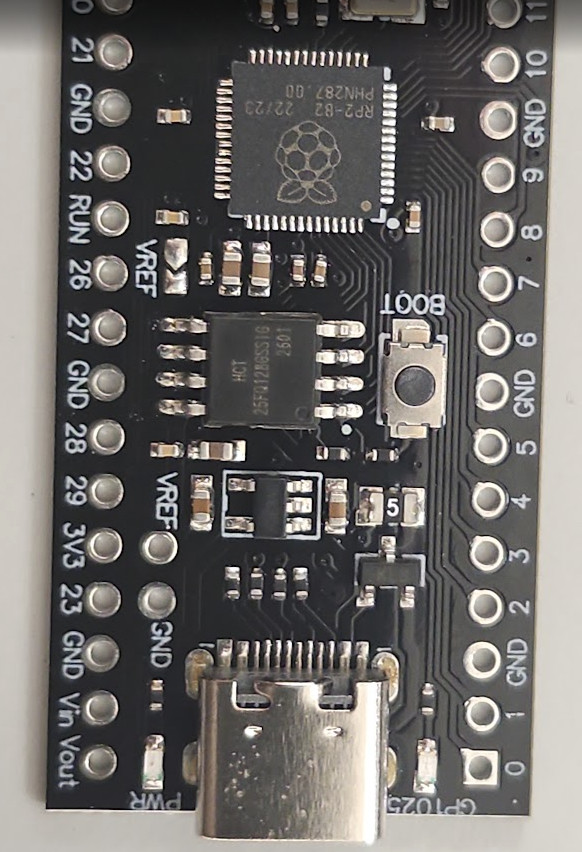 21
GND
22
RUN
26
27
GND
28
29
3V3
23
GND
Vin
Vout
RP2-B2
22/23
PHN287.00
VREF
BOOT
HCT
25FQ128GSSIG
2601
VREF
GND
5
PWR
GPIO25
11
10
GND
9
8
7
6
GND
5
4
3
2
GND
1
0